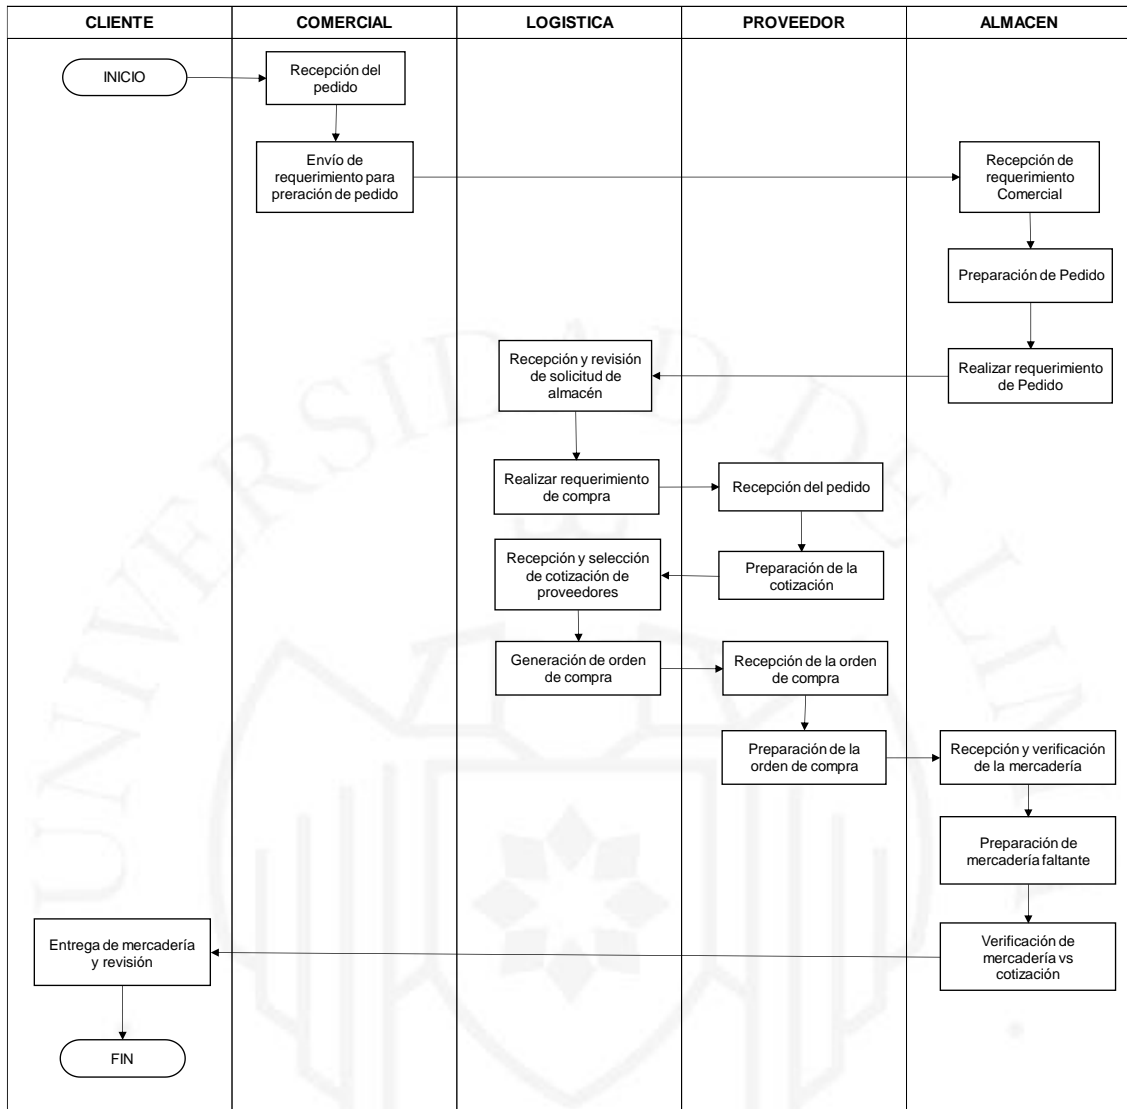 CLIENTE
COMERCIAL
LOGISTICA
PROVEEDOR
ALMACEN
INICIO
Recepción del
pedido
Envío de
requerimiento para
preración de pedido
Recepción de
requerimiento
Comercial
Preparación de Pedido
Realizar requerimiento
de Pedido
Recepción y revisión
de solicitud de
almacén
Realizar requerimiento
de compra
Recepción del pedido
Preparación de la
cotización
Recepción y selección
de cotización de
proveedores
Generación de orden
de compra
Recepción de la orden
de compra
Preparación de la
orden de compra
Recepción y verificación
de la mercadería
Preparación de
mercadería faltante
Verificación de
mercadería vs
cotización
Entrega de mercadería
y revisión
FIN
UNIVERSIDAD DE LIMA